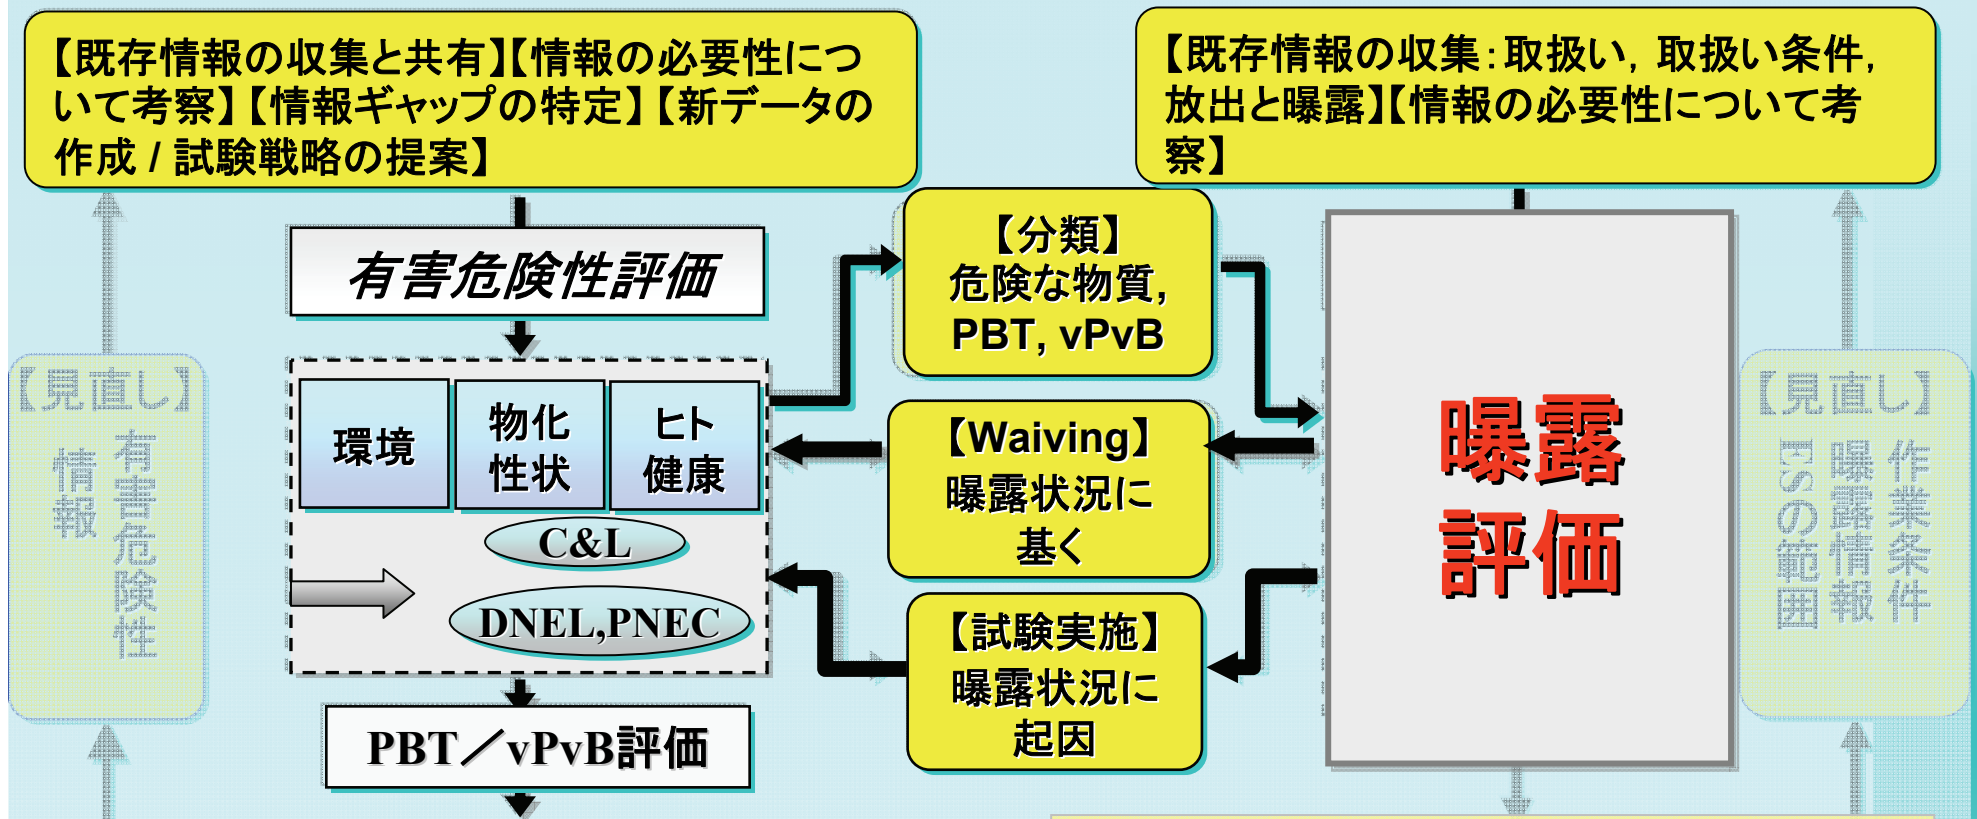 【既存情報の収集と共有】【情報の必要性につ
いて考察】【情報ギャップの特定】【新データの
作成 / 試験戦略の提案】
【既存情報の収集：取扱い，取扱い条件，
放出と曝露】【情報の必要性について考
察】
有害危険性評価
【分類】
危険な物質，
PBT, vPvB
環境
物化
性状
ヒト
健康
C&L
DNEL,PNEC
【Waiving】
曝露状況に
基く
【試験実施】
曝露状況に
起因
PBT／vPvB評価
曝露
評価
【見直し】
有害危険性
情報
【見直し】
作業条件
曝露情報
ESの範囲